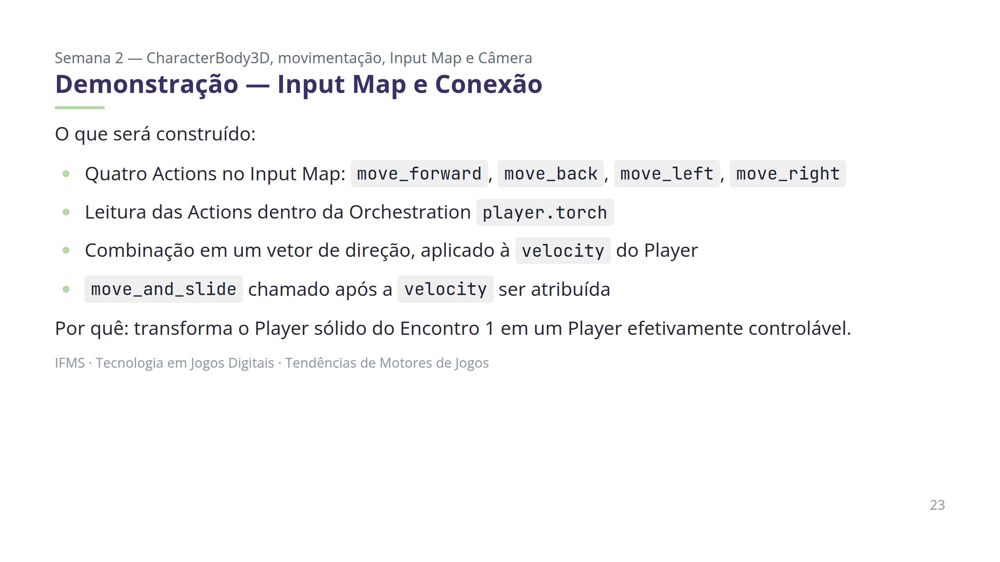 Semana 2 — CharacterBody3D, movimentação, Input Map e Câmera
Demonstração — Input Map e Conexão
O que será construído:
Quatro Actions no Input Map: move_forward, move_back, move_left, move_right
Leitura das Actions dentro da Orchestration player.torch
Combinação em um vetor de direção, aplicado à velocity do Player
move_and_slide chamado após a velocity ser atribuída
Por quê: transforma o Player sólido do Encontro 1 em um Player efetivamente controlável.
IFMS · Tecnologia em Jogos Digitais · Tendências de Motores de Jogos
23